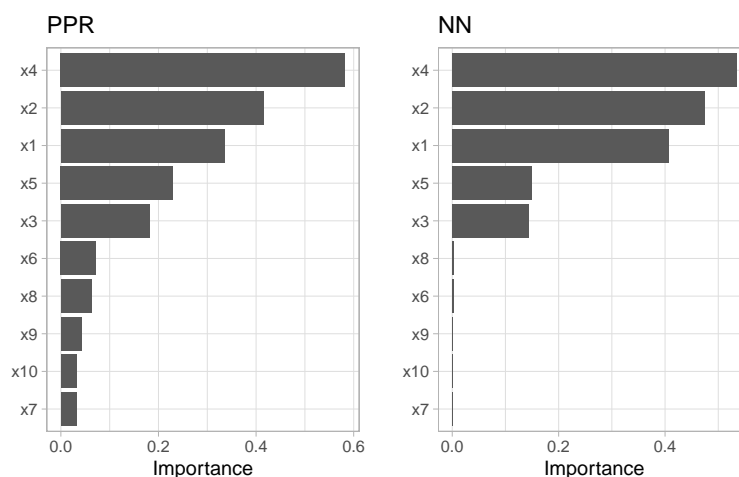 PPR
x4
x2
x1
x5
x3
x6
x8
x9
x10
x7
0.0 0.2 0.4 0.6
Importance
NN
x4
x2
x1
x5
x3
x8
x6
x9
x10
x7
0.0 0.2 0.4
Importance